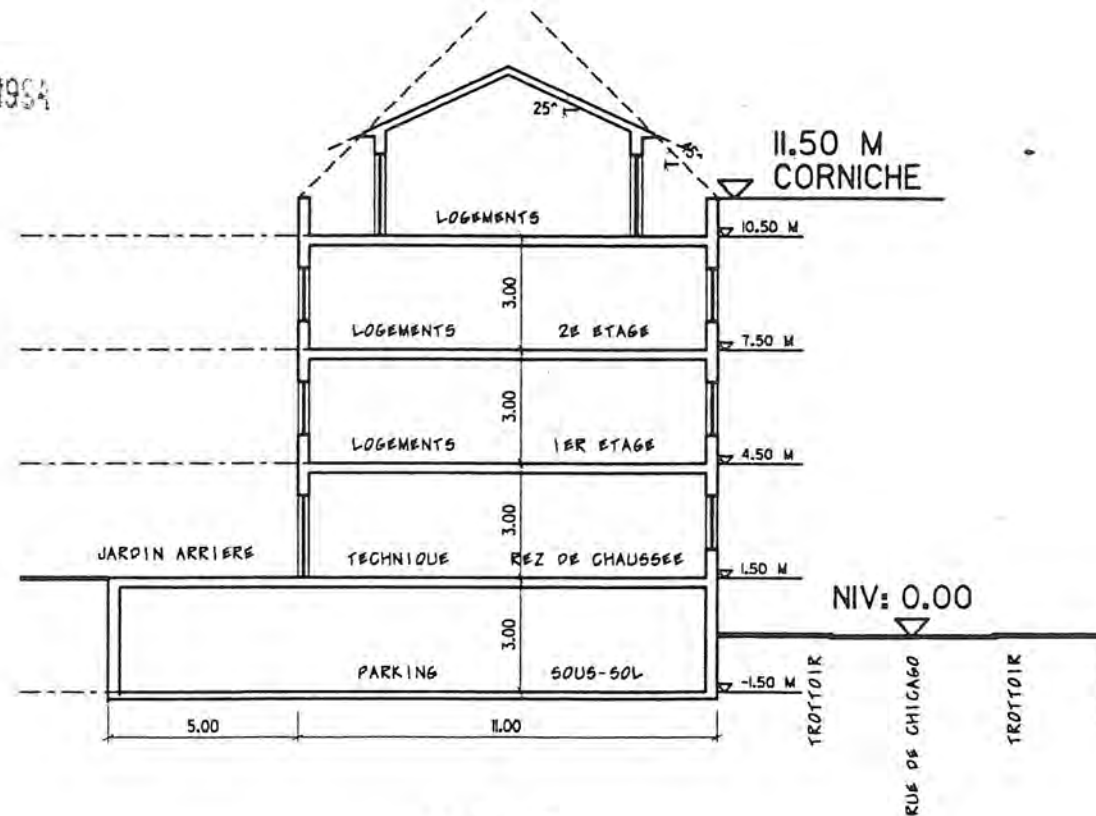 1984
25°
11.50 M
CORNICHE
LOGEMENTS
10.50 M
3.00
LOGEMENTS 2E ETAGE
7.50 M
3.00
LOGEMENTS 1ER ETAGE
4.50 M
3.00
JARDIN ARRIERE TECHNIQUE REZ DE CHAUSSEE
1.50 M
NIV: 0.00
3.00
PARKING SOUS-SOL
-1.50 M
5.00 11.00
TROTTOIR
RUE DE CHICAGO
TROTTOIR